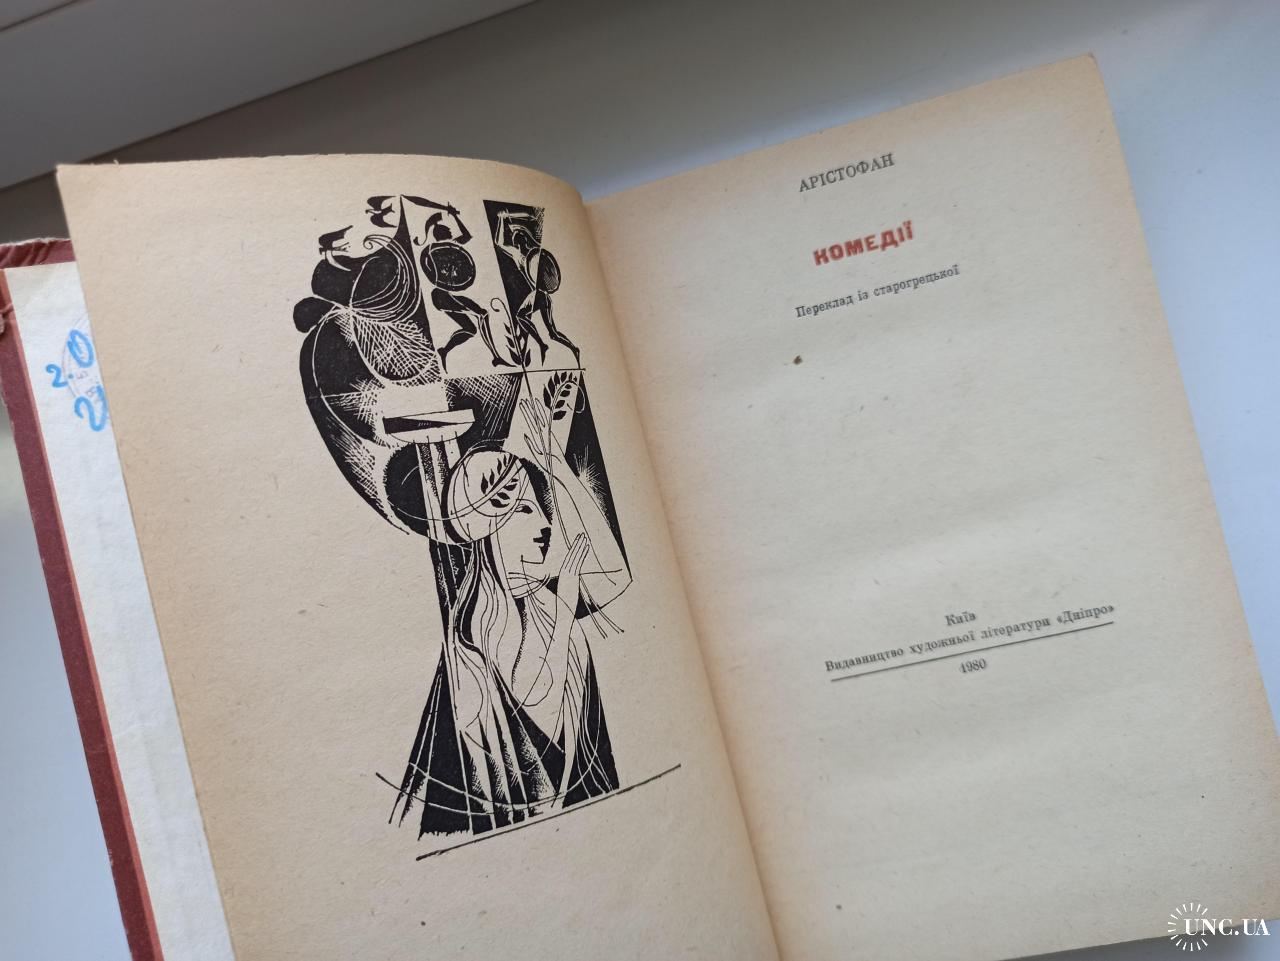 АРІСТОФАН
КОМЕДІЇ
Переклад із старогрецької
Київ
Видавництво художньої літератури «Дніпро»
1980
UNC.UA